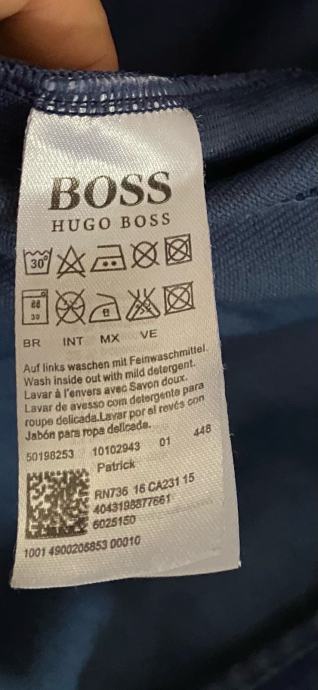 BOSS
HUGO BOSS
30°
30
BR INT MX VE
Auf links waschen mit Feinwaschmittel.
Wash inside out with mild detergent.
Lavar à l'envers avec Savon doux.
Lavar de avesso com detergente para
roupe delicada.Lavar por el revés con
Jabón para ropa delicada.
50198253 10102943 01 448
Patrick
RN736 16 CA231 15
4043198877661
6025150
1001 4900206853 00010